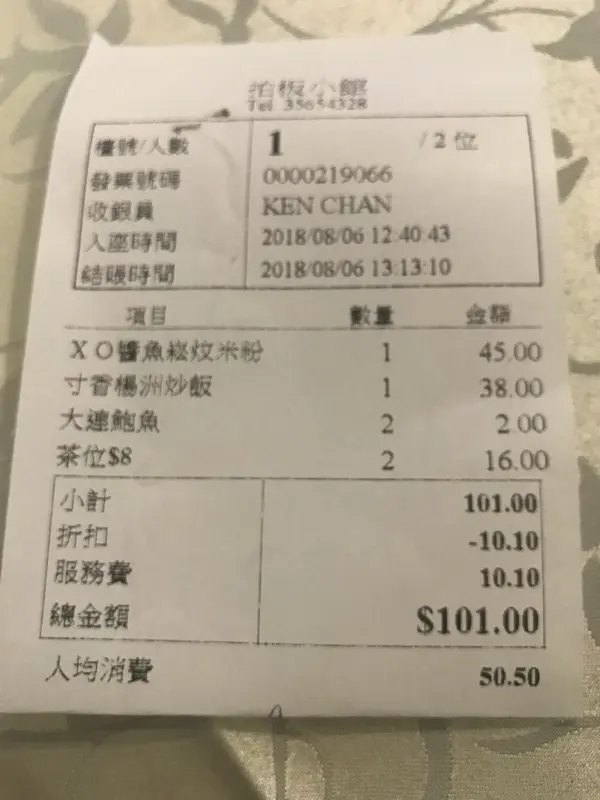 拍板小館
Tel 35654328
檯號/人數 1 /2 位
發票號碼 0000219066
收銀員 KEN CHAN
入座時間 2018/08/06 12:40:43
結賬時間 2018/08/06 13:13:10
項目 數量 金額
XO醬魚崧炆米粉 1 45.00
寸香楊洲炒飯 1 38.00
大連鮑魚 2 2.00
茶位$8 2 16.00
小計 101.00
折扣 -10.10
服務費 10.10
總金額 $101.00
人均消費 50.50